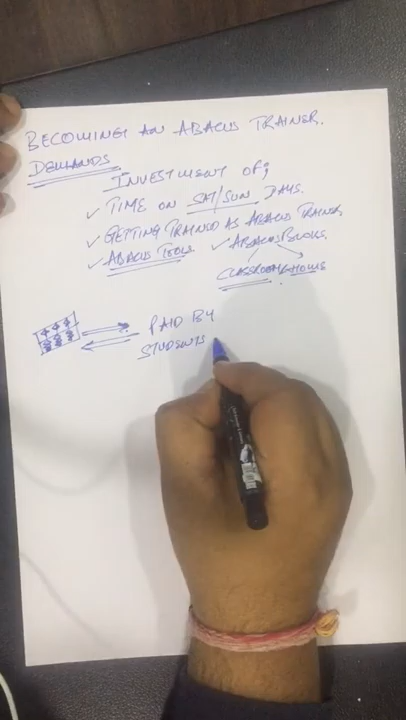 BECOMING AN ABACUS TRAINER.
DEMANDS
INVESTMENT OF;
✓ TIME ON SAT/SUN DAYS.
✓ GETTING TRAINED AS ABACUS TRAINER
✓ ABACUS TOOLS ✓ ABACUS BOOKS.
CLASSROOM & HOME
PAID BY
STUDENTS